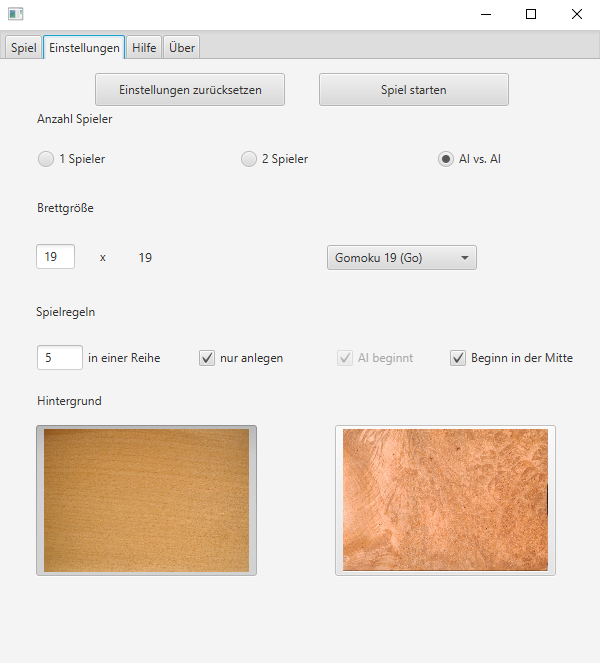 Spiel Einstellungen Hilfe Über
Einstellungen zurücksetzen Spiel starten
Anzahl Spieler
1 Spieler 2 Spieler AI vs. AI
Brettgröße
19 x 19 Gomoku 19 (Go)
Spielregeln
5 in einer Reihe nur anlegen AI beginnt Beginn in der Mitte
Hintergrund